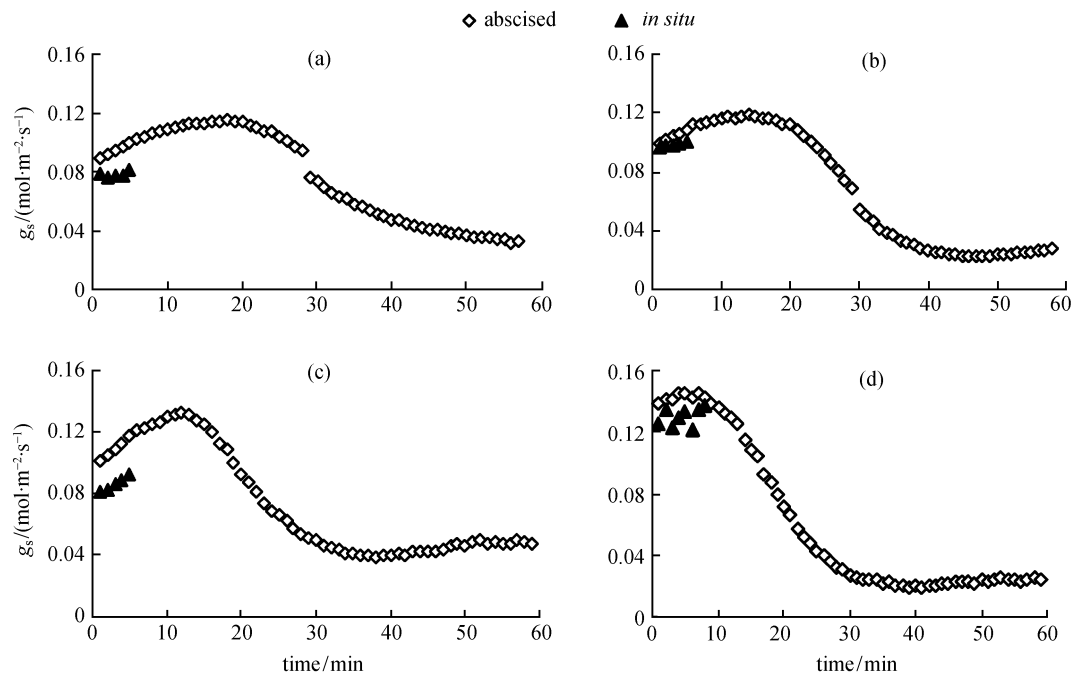 abscised in situ
(a) (b)
0.16 0.16
0.12 0.12
0.08 0.08
0.04 0.04
0 0
gs/(mol·m−2·s−1)
0 10 20 30 40 50 60 0 10 20 30 40 50 60
(c) (d)
0.16 0.16
0.12 0.12
0.08 0.08
0.04 0.04
0 0
gs/(mol·m−2·s−1)
0 10 20 30 40 50 60 0 10 20 30 40 50 60
time/min time/min